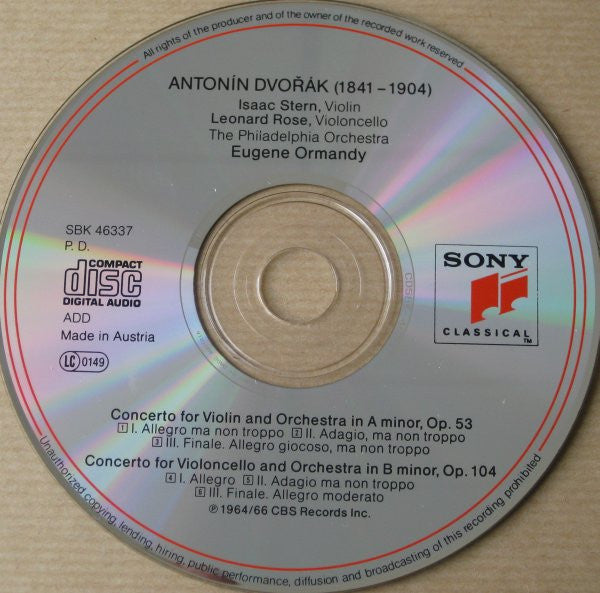 All rights of the producer and of the owner of the recorded work reserved
ANTONÍN DVOŘÁK (1841 – 1904)
Isaac Stern, Violin
Leonard Rose, Violoncello
The Philadelphia Orchestra
Eugene Ormandy
SBK 46337
P. D.
COMPACT
disc
DIGITAL AUDIO
ADD
Made in Austria
LC 0149
SONY
CLASSICAL
TM
Concerto for Violin and Orchestra in A minor, Op. 53
1 I. Allegro ma non troppo 2 II. Adagio, ma non troppo
3 III. Finale. Allegro giocoso, ma non troppo
Concerto for Violoncello and Orchestra in B minor, Op. 104
4 I. Allegro 5 II. Adagio ma non troppo
6 III. Finale. Allegro moderato
℗ 1964/66 CBS Records Inc.
Unauthorized copying, lending, hiring, public performance, diffusion and broadcasting of this recording prohibited